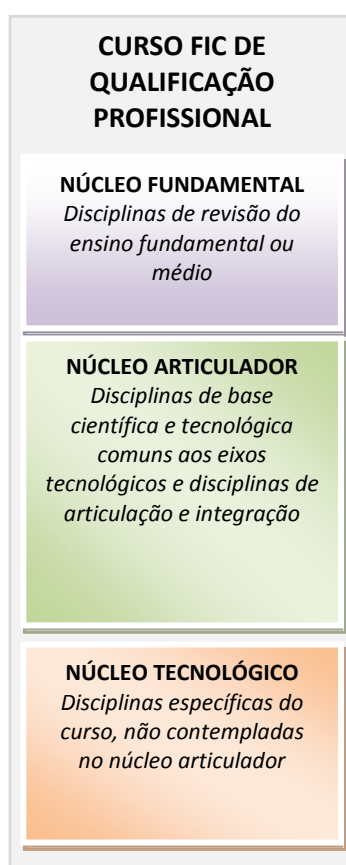 CURSO FIC DE
QUALIFICAÇÃO
PROFISSIONAL
NÚCLEO FUNDAMENTAL
Disciplinas de revisão do
ensino fundamental ou
médio
NÚCLEO ARTICULADOR
Disciplinas de base
científica e tecnológica
comuns aos eixos
tecnológicos e disciplinas de
articulação e integração
NÚCLEO TECNOLÓGICO
Disciplinas específicas do
curso, não contempladas
no núcleo articulador